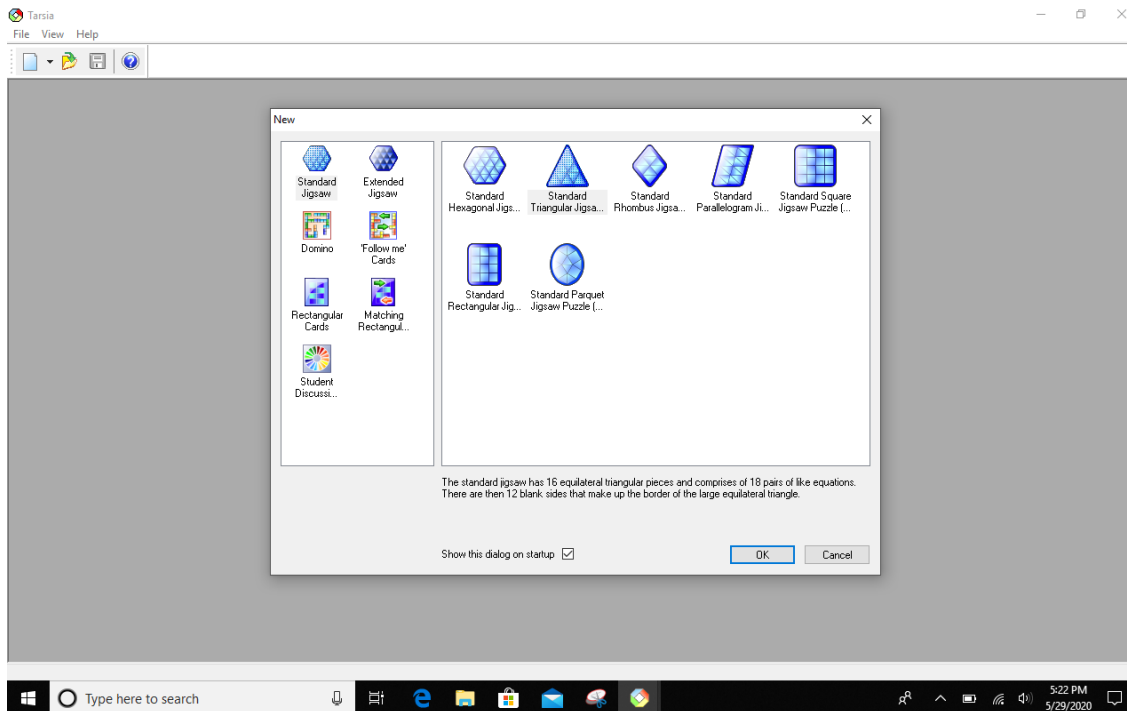 Tarsia
File View Help
New
Standard
Jigsaw
Extended
Jigsaw
Domino
'Follow me'
Cards
Rectangular
Cards
Matching
Rectangul...
Student
Discussi...
Standard
Hexagonal Jigs...
Standard
Triangular Jigsa...
Standard
Rhombus Jigsa...
Standard
Parallelogram Ji...
Standard Square
Jigsaw Puzzle (...
Standard
Rectangular Jig...
Standard Parquet
Jigsaw Puzzle (...
The standard jigsaw has 16 equilateral triangular pieces and comprises of 18 pairs of like equations.
There are then 12 blank sides that make up the border of the large equilateral triangle.
Show this dialog on startup
OK Cancel
Type here to search
5:22 PM
5/29/2020